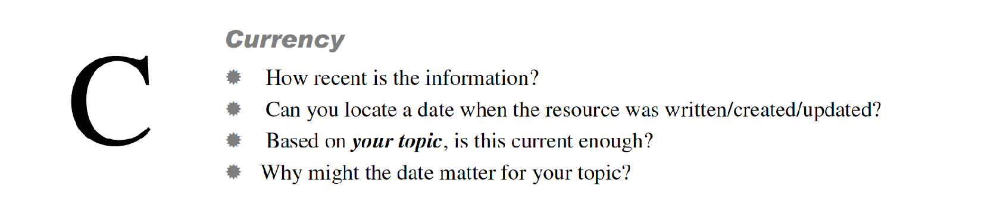 C
Currency
How recent is the information?
Can you locate a date when the resource was written/created/updated?
Based on your topic, is this current enough?
Why might the date matter for your topic?